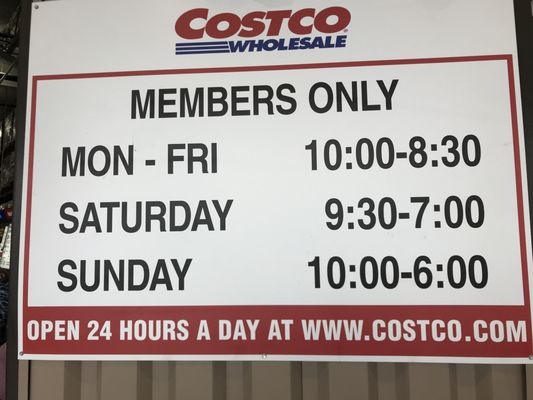 COSTCO
WHOLESALE
MEMBERS ONLY
MON - FRI 10:00-8:30
SATURDAY 9:30-7:00
SUNDAY 10:00-6:00
OPEN 24 HOURS A DAY AT WWW.COSTCO.COM